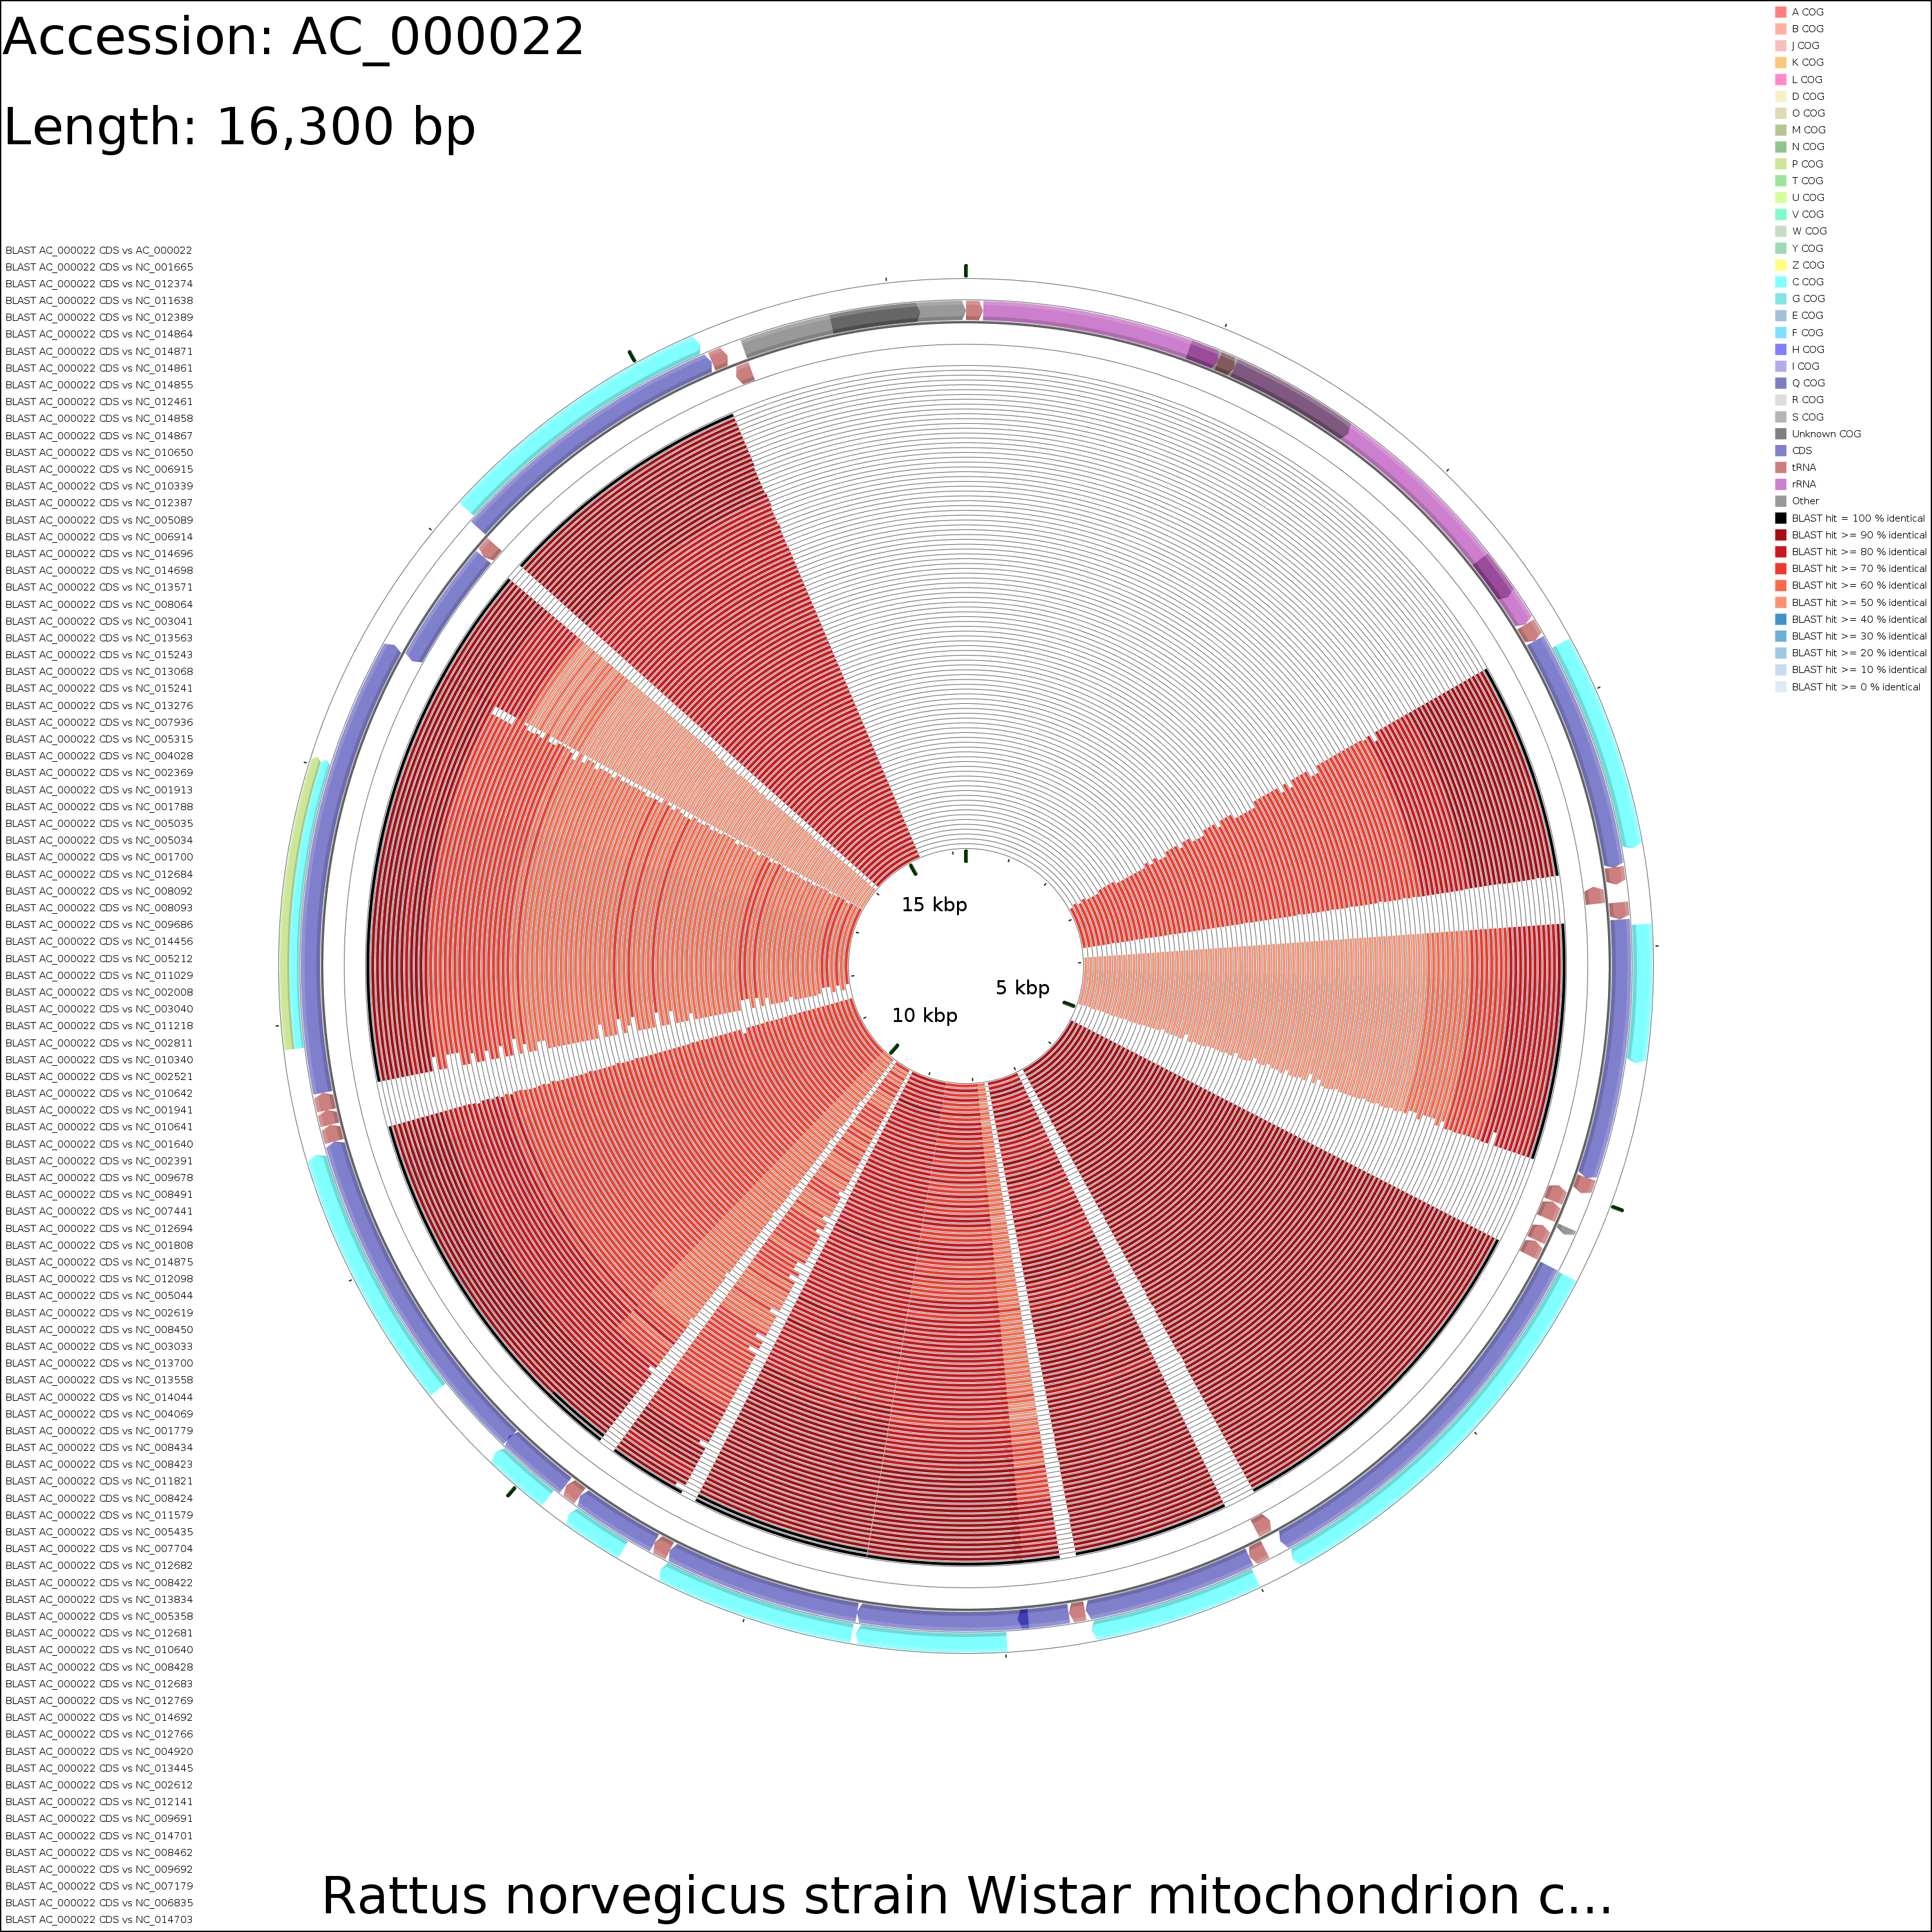 Accession: AC_000022
Length: 16,300 bp
BLAST AC_000022 CDS vs AC_000022
BLAST AC_000022 CDS vs NC_001665
BLAST AC_000022 CDS vs NC_012374
BLAST AC_000022 CDS vs NC_011638
BLAST AC_000022 CDS vs NC_012389
BLAST AC_000022 CDS vs NC_014864
BLAST AC_000022 CDS vs NC_014871
BLAST AC_000022 CDS vs NC_014861
BLAST AC_000022 CDS vs NC_014855
BLAST AC_000022 CDS vs NC_012461
BLAST AC_000022 CDS vs NC_014858
BLAST AC_000022 CDS vs NC_014867
BLAST AC_000022 CDS vs NC_010650
BLAST AC_000022 CDS vs NC_006915
BLAST AC_000022 CDS vs NC_010339
BLAST AC_000022 CDS vs NC_012387
BLAST AC_000022 CDS vs NC_005089
BLAST AC_000022 CDS vs NC_006914
BLAST AC_000022 CDS vs NC_014696
BLAST AC_000022 CDS vs NC_014698
BLAST AC_000022 CDS vs NC_013571
BLAST AC_000022 CDS vs NC_008064
BLAST AC_000022 CDS vs NC_003041
BLAST AC_000022 CDS vs NC_013563
BLAST AC_000022 CDS vs NC_015243
BLAST AC_000022 CDS vs NC_013068
BLAST AC_000022 CDS vs NC_015241
BLAST AC_000022 CDS vs NC_013276
BLAST AC_000022 CDS vs NC_007936
BLAST AC_000022 CDS vs NC_005315
BLAST AC_000022 CDS vs NC_004028
BLAST AC_000022 CDS vs NC_002369
BLAST AC_000022 CDS vs NC_001913
BLAST AC_000022 CDS vs NC_001788
BLAST AC_000022 CDS vs NC_005035
BLAST AC_000022 CDS vs NC_005034
BLAST AC_000022 CDS vs NC_001700
BLAST AC_000022 CDS vs NC_012684
BLAST AC_000022 CDS vs NC_008092
BLAST AC_000022 CDS vs NC_008093
BLAST AC_000022 CDS vs NC_009686
BLAST AC_000022 CDS vs NC_014456
BLAST AC_000022 CDS vs NC_005212
BLAST AC_000022 CDS vs NC_011029
BLAST AC_000022 CDS vs NC_002008
BLAST AC_000022 CDS vs NC_003040
BLAST AC_000022 CDS vs NC_011218
BLAST AC_000022 CDS vs NC_002811
BLAST AC_000022 CDS vs NC_010340
BLAST AC_000022 CDS vs NC_002521
BLAST AC_000022 CDS vs NC_010642
BLAST AC_000022 CDS vs NC_001941
BLAST AC_000022 CDS vs NC_010641
BLAST AC_000022 CDS vs NC_001640
BLAST AC_000022 CDS vs NC_002391
BLAST AC_000022 CDS vs NC_009678
BLAST AC_000022 CDS vs NC_008491
BLAST AC_000022 CDS vs NC_007441
BLAST AC_000022 CDS vs NC_012694
BLAST AC_000022 CDS vs NC_001808
BLAST AC_000022 CDS vs NC_014875
BLAST AC_000022 CDS vs NC_012098
BLAST AC_000022 CDS vs NC_005044
BLAST AC_000022 CDS vs NC_002619
BLAST AC_000022 CDS vs NC_008450
BLAST AC_000022 CDS vs NC_003033
BLAST AC_000022 CDS vs NC_013700
BLAST AC_000022 CDS vs NC_013558
BLAST AC_000022 CDS vs NC_014044
BLAST AC_000022 CDS vs NC_004069
BLAST AC_000022 CDS vs NC_001779
BLAST AC_000022 CDS vs NC_008434
BLAST AC_000022 CDS vs NC_008423
BLAST AC_000022 CDS vs NC_011821
BLAST AC_000022 CDS vs NC_008424
BLAST AC_000022 CDS vs NC_011579
BLAST AC_000022 CDS vs NC_005435
BLAST AC_000022 CDS vs NC_007704
BLAST AC_000022 CDS vs NC_012682
BLAST AC_000022 CDS vs NC_008422
BLAST AC_000022 CDS vs NC_013834
BLAST AC_000022 CDS vs NC_005358
BLAST AC_000022 CDS vs NC_012681
BLAST AC_000022 CDS vs NC_010640
BLAST AC_000022 CDS vs NC_008428
BLAST AC_000022 CDS vs NC_012683
BLAST AC_000022 CDS vs NC_012769
BLAST AC_000022 CDS vs NC_014692
BLAST AC_000022 CDS vs NC_012766
BLAST AC_000022 CDS vs NC_004920
BLAST AC_000022 CDS vs NC_013445
BLAST AC_000022 CDS vs NC_002612
BLAST AC_000022 CDS vs NC_012141
BLAST AC_000022 CDS vs NC_009691
BLAST AC_000022 CDS vs NC_014701
BLAST AC_000022 CDS vs NC_008462
BLAST AC_000022 CDS vs NC_009692
BLAST AC_000022 CDS vs NC_007179
BLAST AC_000022 CDS vs NC_006835
BLAST AC_000022 CDS vs NC_014703
15 kbp
5 kbp
10 kbp
A COG
B COG
J COG
K COG
L COG
D COG
O COG
M COG
N COG
P COG
T COG
U COG
V COG
W COG
Y COG
Z COG
C COG
G COG
E COG
F COG
H COG
I COG
Q COG
R COG
S COG
Unknown COG
CDS
tRNA
rRNA
Other
BLAST hit = 100 % identical
BLAST hit >= 90 % identical
BLAST hit >= 80 % identical
BLAST hit >= 70 % identical
BLAST hit >= 60 % identical
BLAST hit >= 50 % identical
BLAST hit >= 40 % identical
BLAST hit >= 30 % identical
BLAST hit >= 20 % identical
BLAST hit >= 10 % identical
BLAST hit >= 0 % identical
Rattus norvegicus strain Wistar mitochondrion c...